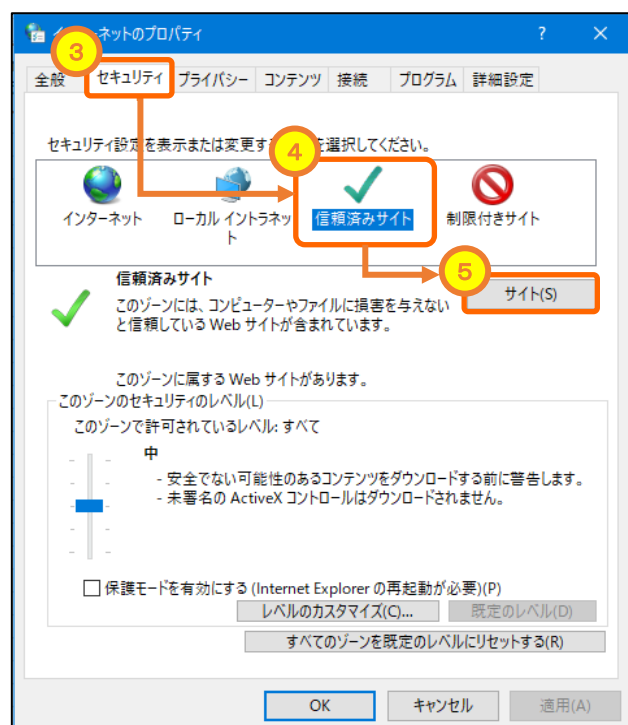 イ ーネットのプロパティ
③
全般 セキュリティ プライバシー コンテンツ 接続 プログラム 詳細設定
セキュリティ設定を表示または変更す を選択してください。
④
インターネット ローカル イントラネット 信頼済みサイト 制限付きサイト
⑤
信頼済みサイト
サイト(S)
このゾーンには、コンピューターやファイルに損害を与えない
と信頼している Web サイトが含まれています。
このゾーンに属する Web サイトがあります。
このゾーンのセキュリティのレベル(L)
このゾーンで許可されているレベル: すべて
中
- 安全でない可能性のあるコンテンツをダウンロードする前に警告します。
- 未署名の ActiveX コントロールはダウンロードされません。
保護モードを有効にする (Internet Explorer の再起動が必要)(P)
レベルのカスタマイズ(C)... 既定のレベル(D)
すべてのゾーンを既定のレベルにリセットする(R)
OK キャンセル 適用(A)